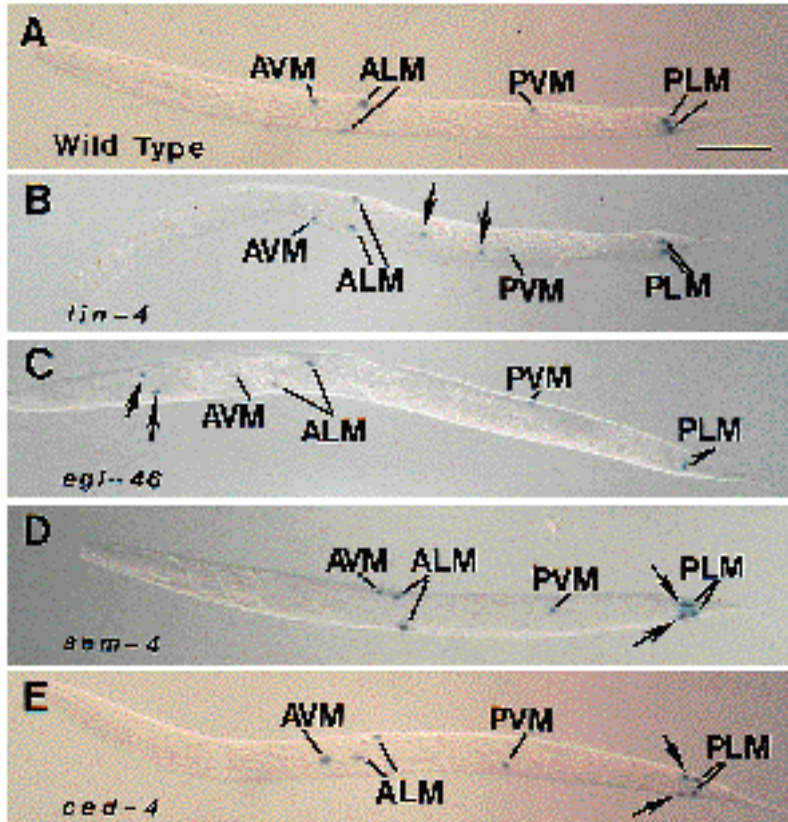 A
AVM ALM PVM PLM
Wild Type
B
AVM ALM PVM PLM
lin-4
C
PVM
AVM ALM PLM
egl-46
D
AVM ALM PVM PLM
sem-4
E
AVM PVM PLM
ALM
ced-4